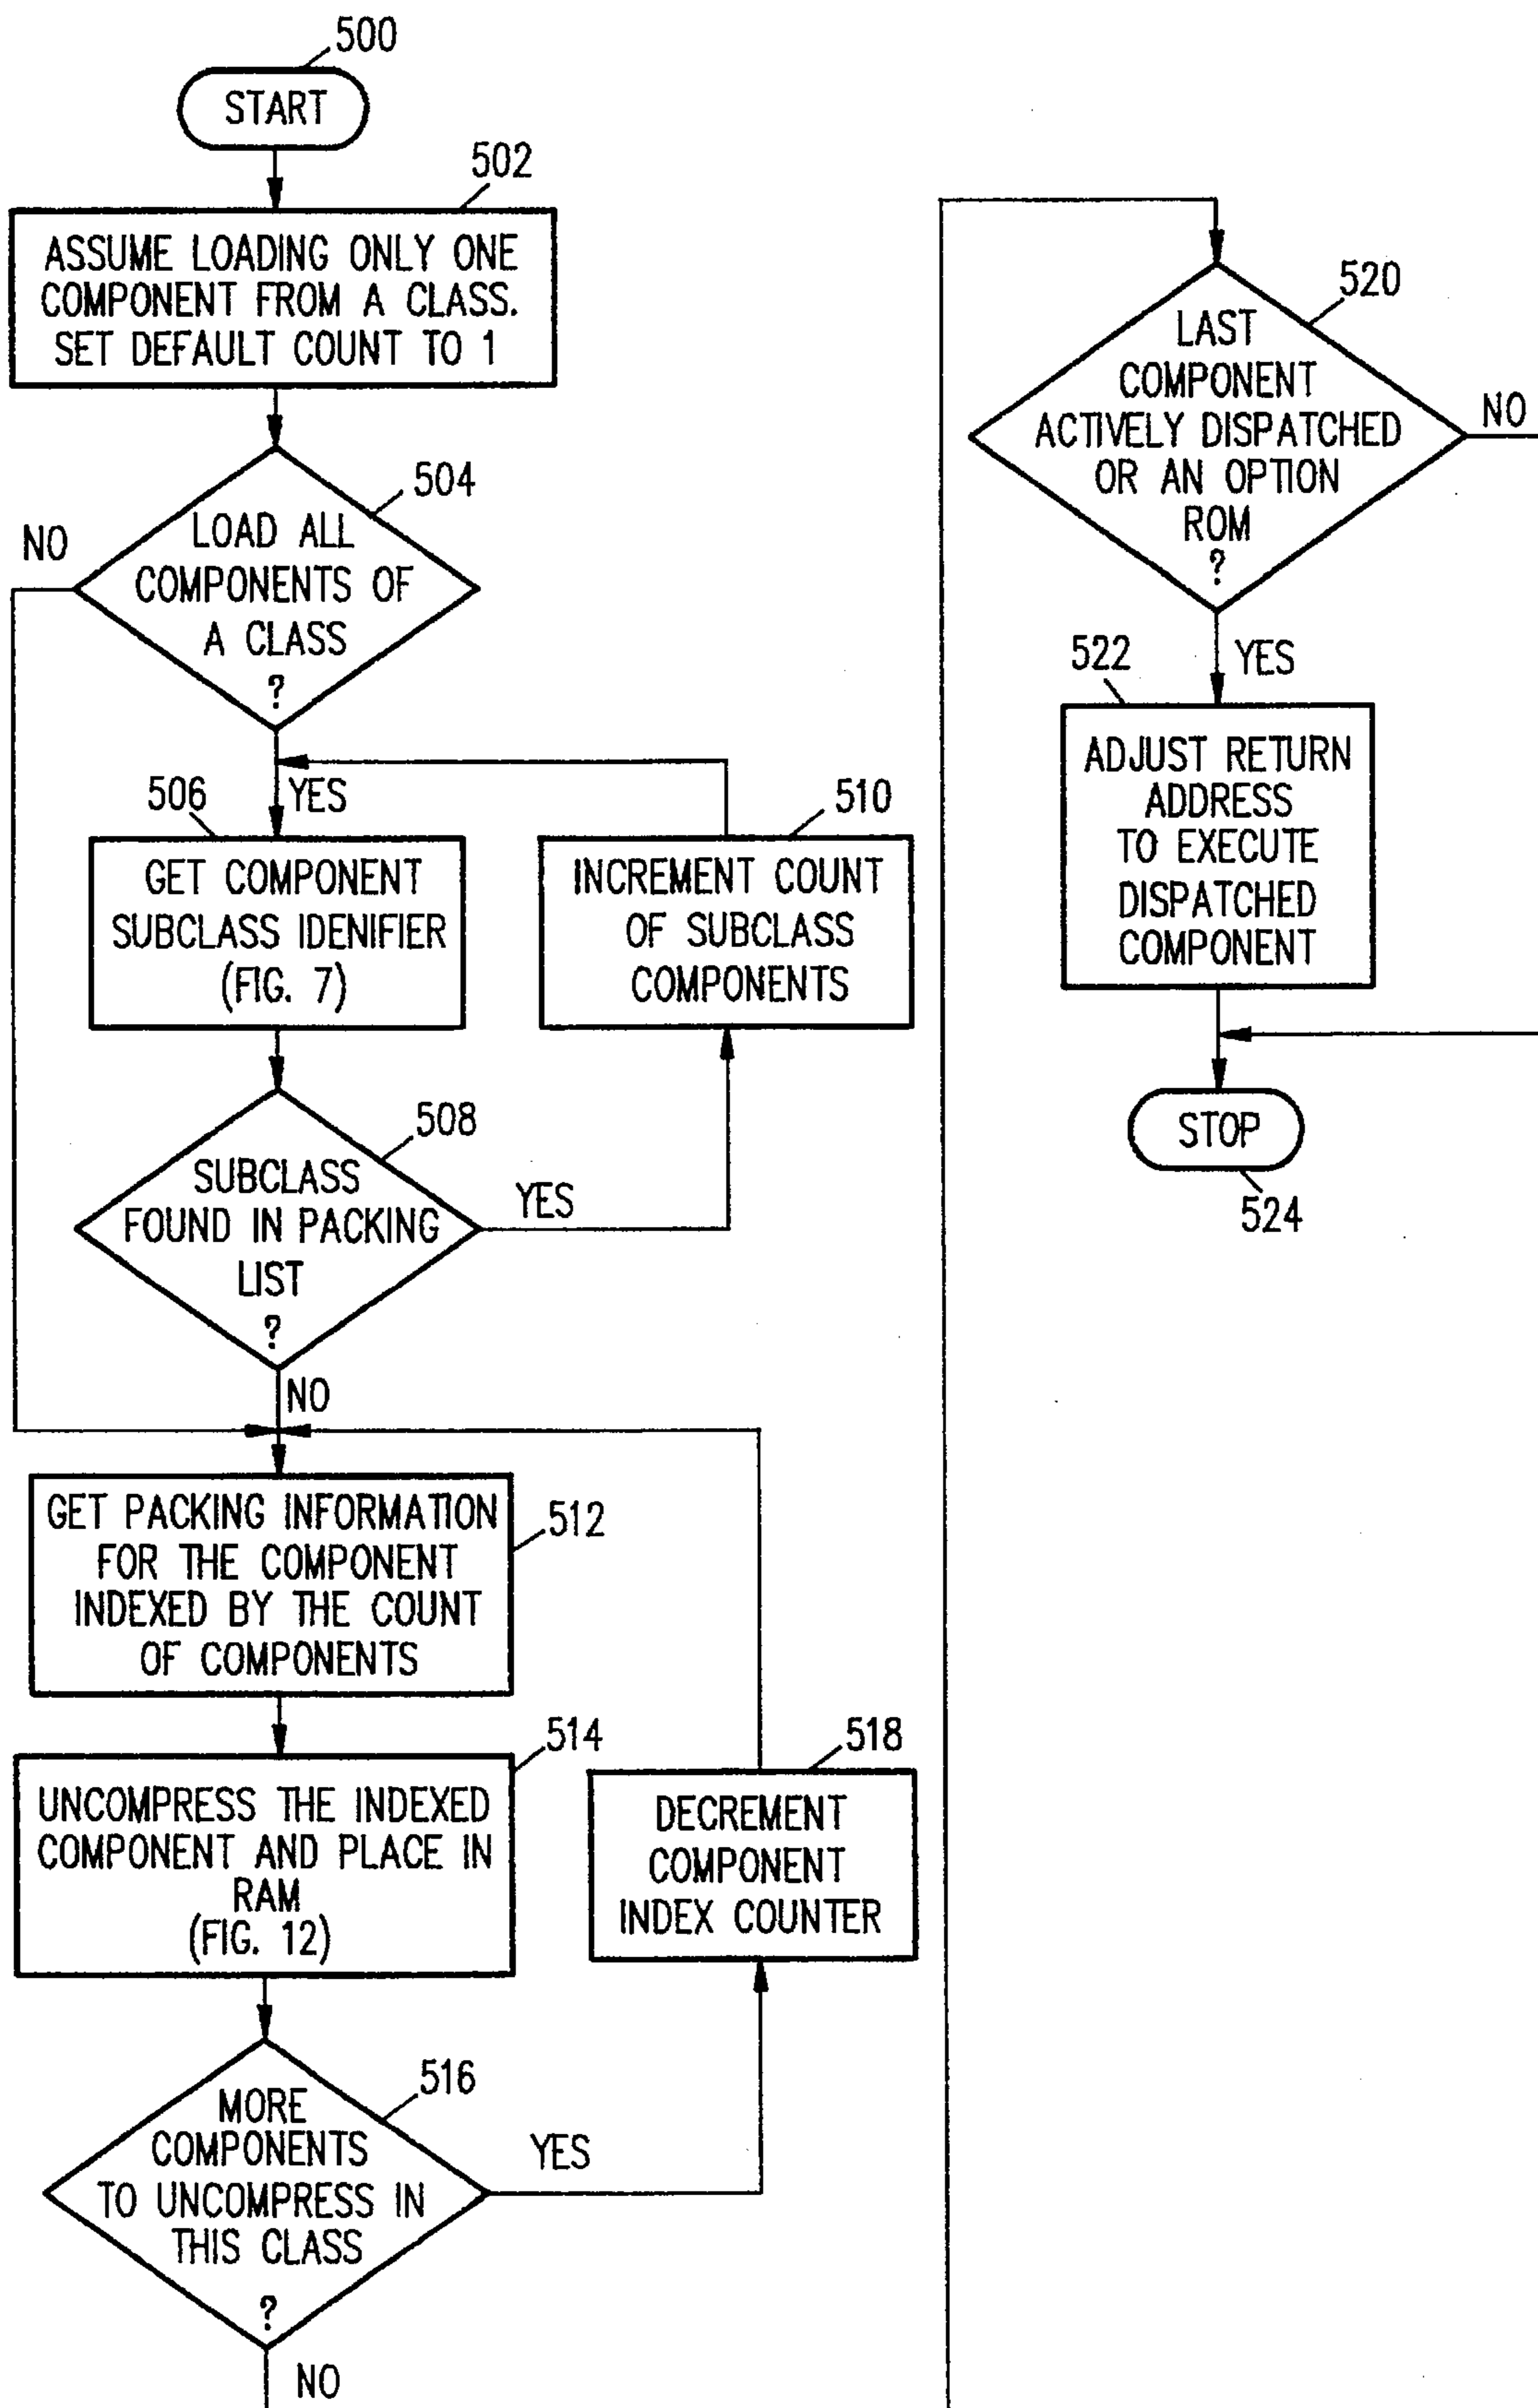 500
START
502
ASSUME LOADING ONLY ONE
COMPONENT FROM A CLASS.
SET DEFAULT COUNT TO 1
504
LOAD ALL
COMPONENTS OF
A CLASS
?
NO
YES
506
GET COMPONENT
SUBCLASS IDENIFIER
(FIG. 7)
510
INCREMENT COUNT
OF SUBCLASS
COMPONENTS
508
SUBCLASS
FOUND IN PACKING
LIST
?
YES
NO
512
GET PACKING INFORMATION
FOR THE COMPONENT
INDEXED BY THE COUNT
OF COMPONENTS
514
UNCOMPRESS THE INDEXED
COMPONENT AND PLACE IN
RAM
(FIG. 12)
518
DECREMENT
COMPONENT
INDEX COUNTER
516
MORE
COMPONENTS
TO UNCOMPRESS IN
THIS CLASS
?
YES
NO
520
LAST
COMPONENT
ACTIVELY DISPATCHED
OR AN OPTION
ROM
?
NO
YES
522
ADJUST RETURN
ADDRESS
TO EXECUTE
DISPATCHED
COMPONENT
STOP
524